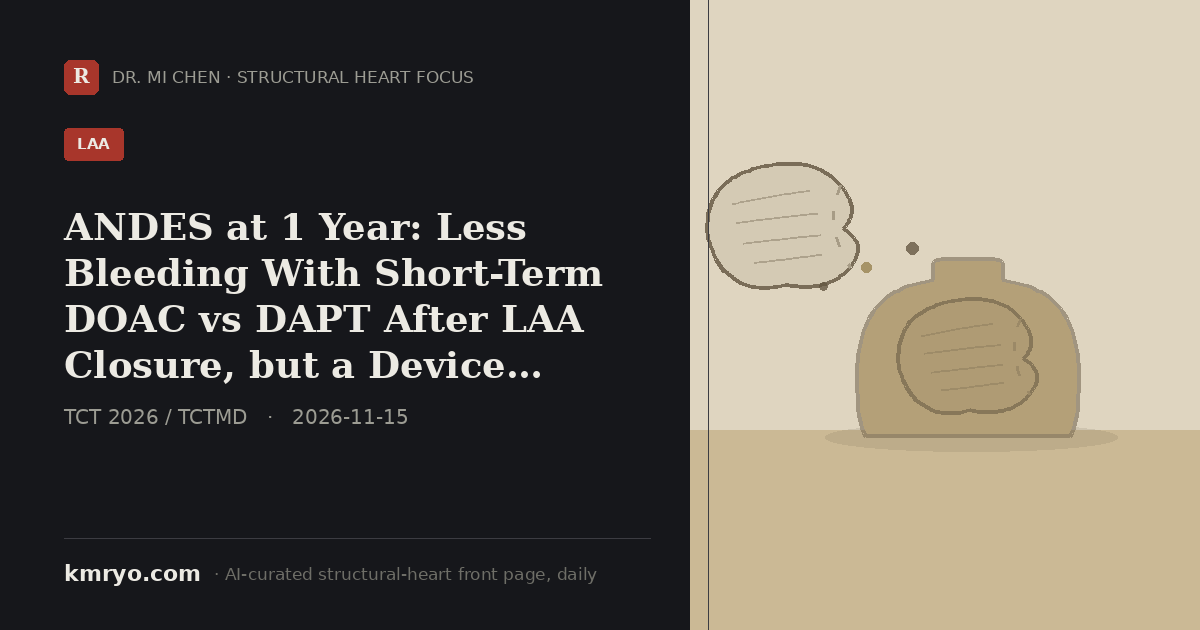 R DR. MI CHEN · STRUCTURAL HEART FOCUS
LAA
ANDES at 1 Year: Less
Bleeding With Short-Term
DOAC vs DAPT After LAA
Closure, but a Device…
TCT 2026 / TCTMD · 2026-11-15
kmryo.com · AI-curated structural-heart front page, daily